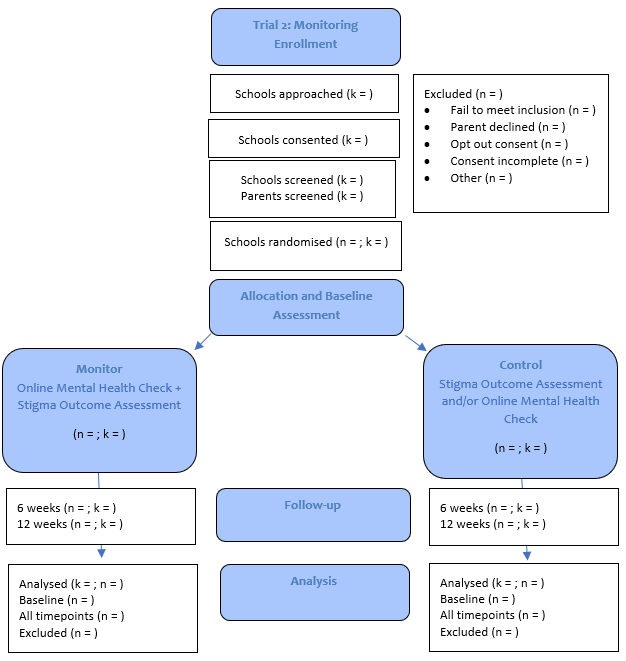 Trial 2: Monitoring
Enrollment
Schools approached (k = )
Schools consented (k = )
Schools screened (k = )
Parents screened (k = )
Schools randomised (n = ; k = )
Excluded (n = )
• Fail to meet inclusion (n = )
• Parent declined (n = )
• Opt out consent (n = )
• Consent incomplete (n = )
• Other (n = )
Allocation and Baseline
Assessment
Monitor
Online Mental Health Check +
Stigma Outcome Assessment
(n = ; k = )
Control
Stigma Outcome Assessment
and/or Online Mental Health
Check
(n = ; k = )
6 weeks (n = ; k = )
12 weeks (n = ; k = )
Follow-up
6 weeks (n = ; k = )
12 weeks (n = ; k = )
Analysed (k = ; n = )
Baseline (n = )
All timepoints (n = )
Excluded (n = )
Analysis
Analysed (k = ; n = )
Baseline (n = )
All timepoints (n = )
Excluded (n = )